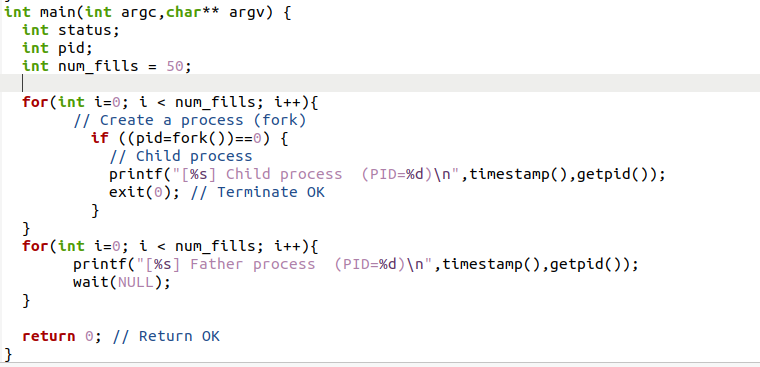 int main(int argc,char** argv) {
  int status;
  int pid;
  int num_fills = 50;

  for(int i=0; i < num_fills; i++){
        // Create a process (fork)
          if ((pid=fork())==0) {
            // Child process
            printf("[%s] Child process  (PID=%d)\n",timestamp(),getpid());
            exit(0); // Terminate OK
          }
  }
  for(int i=0; i < num_fills; i++){
        printf("[%s] Father process  (PID=%d)\n",timestamp(),getpid());
        wait(NULL);
  }

  return 0; // Return OK
}